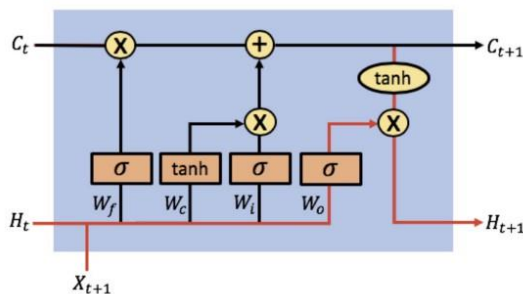 C_t X + C_{t+1}
tanh
X X
σ tanh σ σ
W_f W_c W_i W_o
H_t H_{t+1}
X_{t+1}